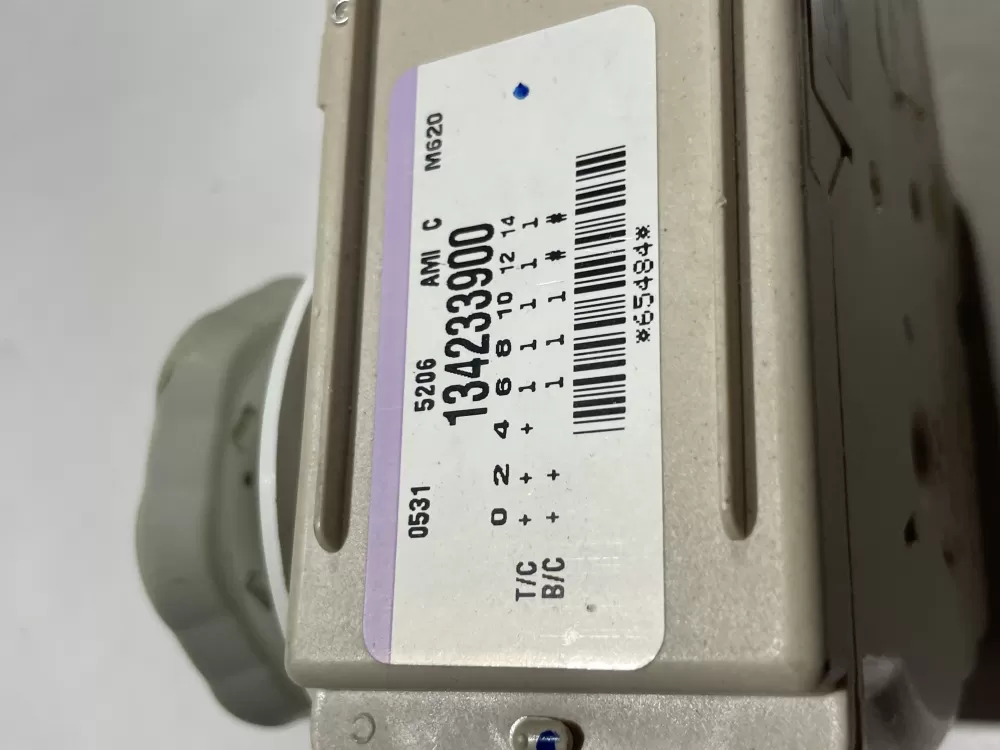 0531 5206 AMI C M620
134233900
0 2 4 6 8 10 12 14
T/C + + + 1 1 1 1 1
B/C + + 1 1 1 # #
*65484*
C